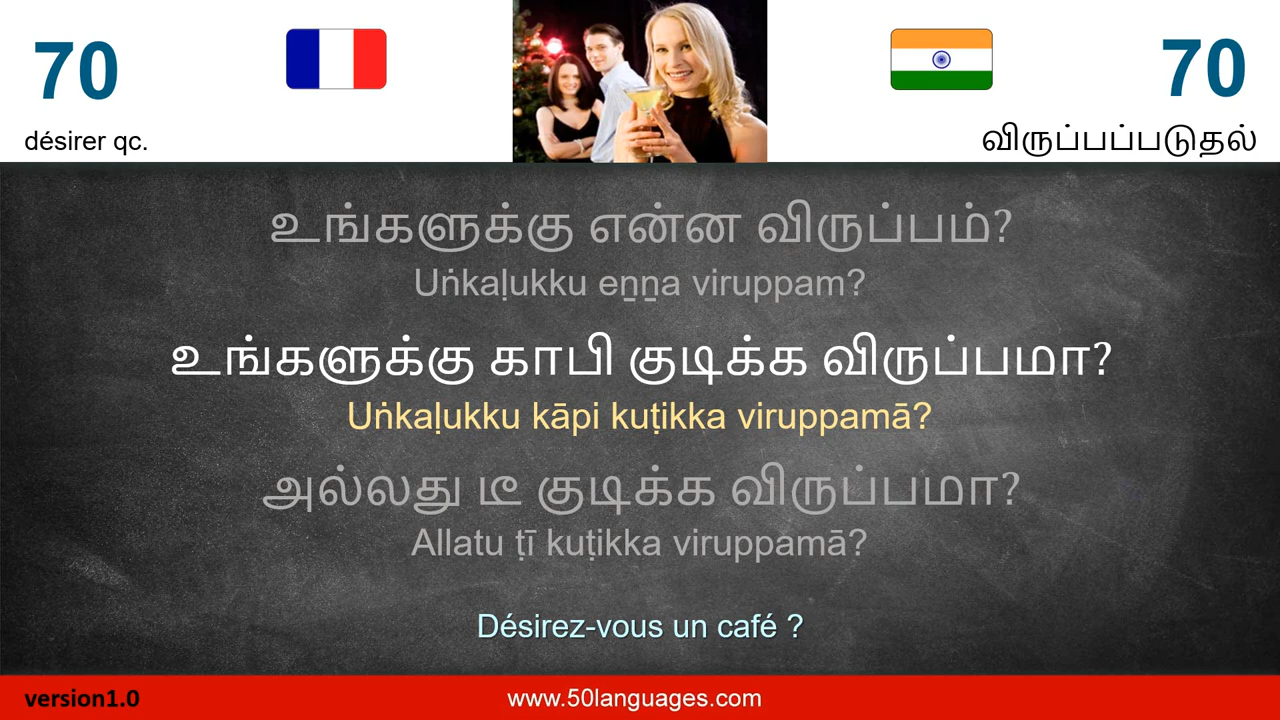 70
70
désirer qc.
விருப்பப்படுதல்
உங்களுக்கு என்ன விருப்பம்?
Uṅkaḷukku eṉṉa viruppam?
உங்களுக்கு காபி குடிக்க விருப்பமா?
Uṅkaḷukku kāpi kuṭikka viruppamā?
அல்லது டீ குடிக்க விருப்பமா?
Allatu ṭī kuṭikka viruppamā?
Désirez-vous un café ?
version1.0
www.50languages.com